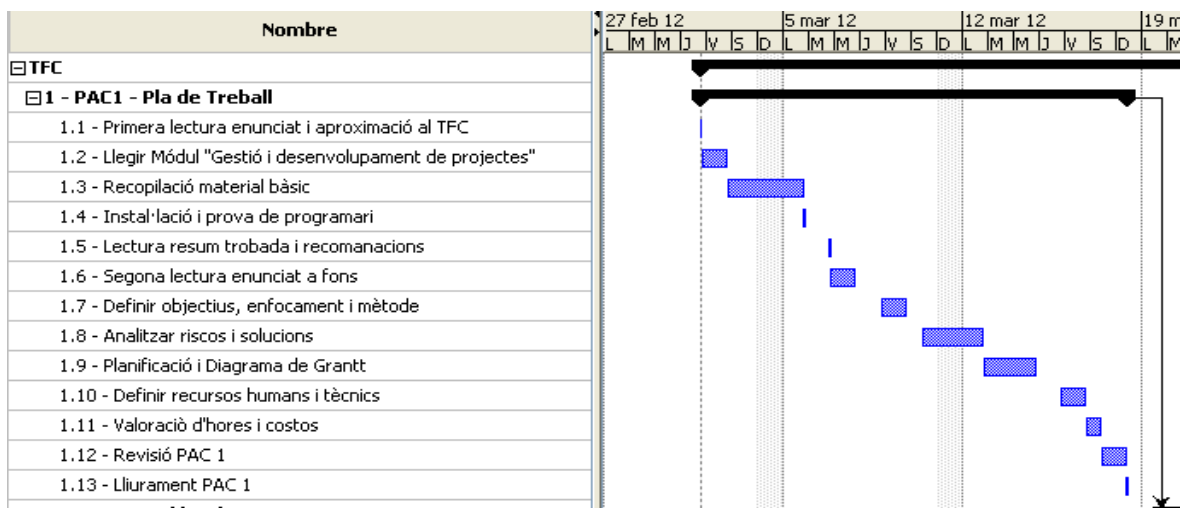 Nombre
27 feb 12 5 mar 12 12 mar 12 19 m
L M M J V S D L M M J V S D L M M J V S D L M
TFC
1 - PAC1 - Pla de Treball
1.1 - Primera lectura enunciat i aproximació al TFC
1.2 - Llegir Módul "Gestió i desenvolupament de projectes"
1.3 - Recopilació material bàsic
1.4 - Instal·lació i prova de programari
1.5 - Lectura resum trobada i recomanacions
1.6 - Segona lectura enunciat a fons
1.7 - Definir objectius, enfocament i mètode
1.8 - Analitzar riscos i solucions
1.9 - Planificació i Diagrama de Grantt
1.10 - Definir recursos humans i tècnics
1.11 - Valoraciò d'hores i costos
1.12 - Revisió PAC 1
1.13 - Lliurament PAC 1